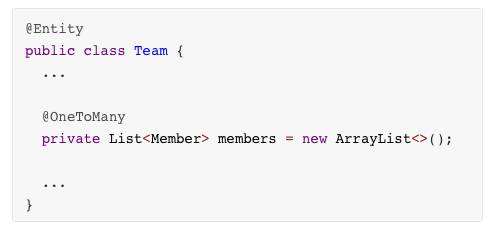 @Entity
public class Team {
...
@OneToMany
private List<Member> members = new ArrayList<>();
...
}